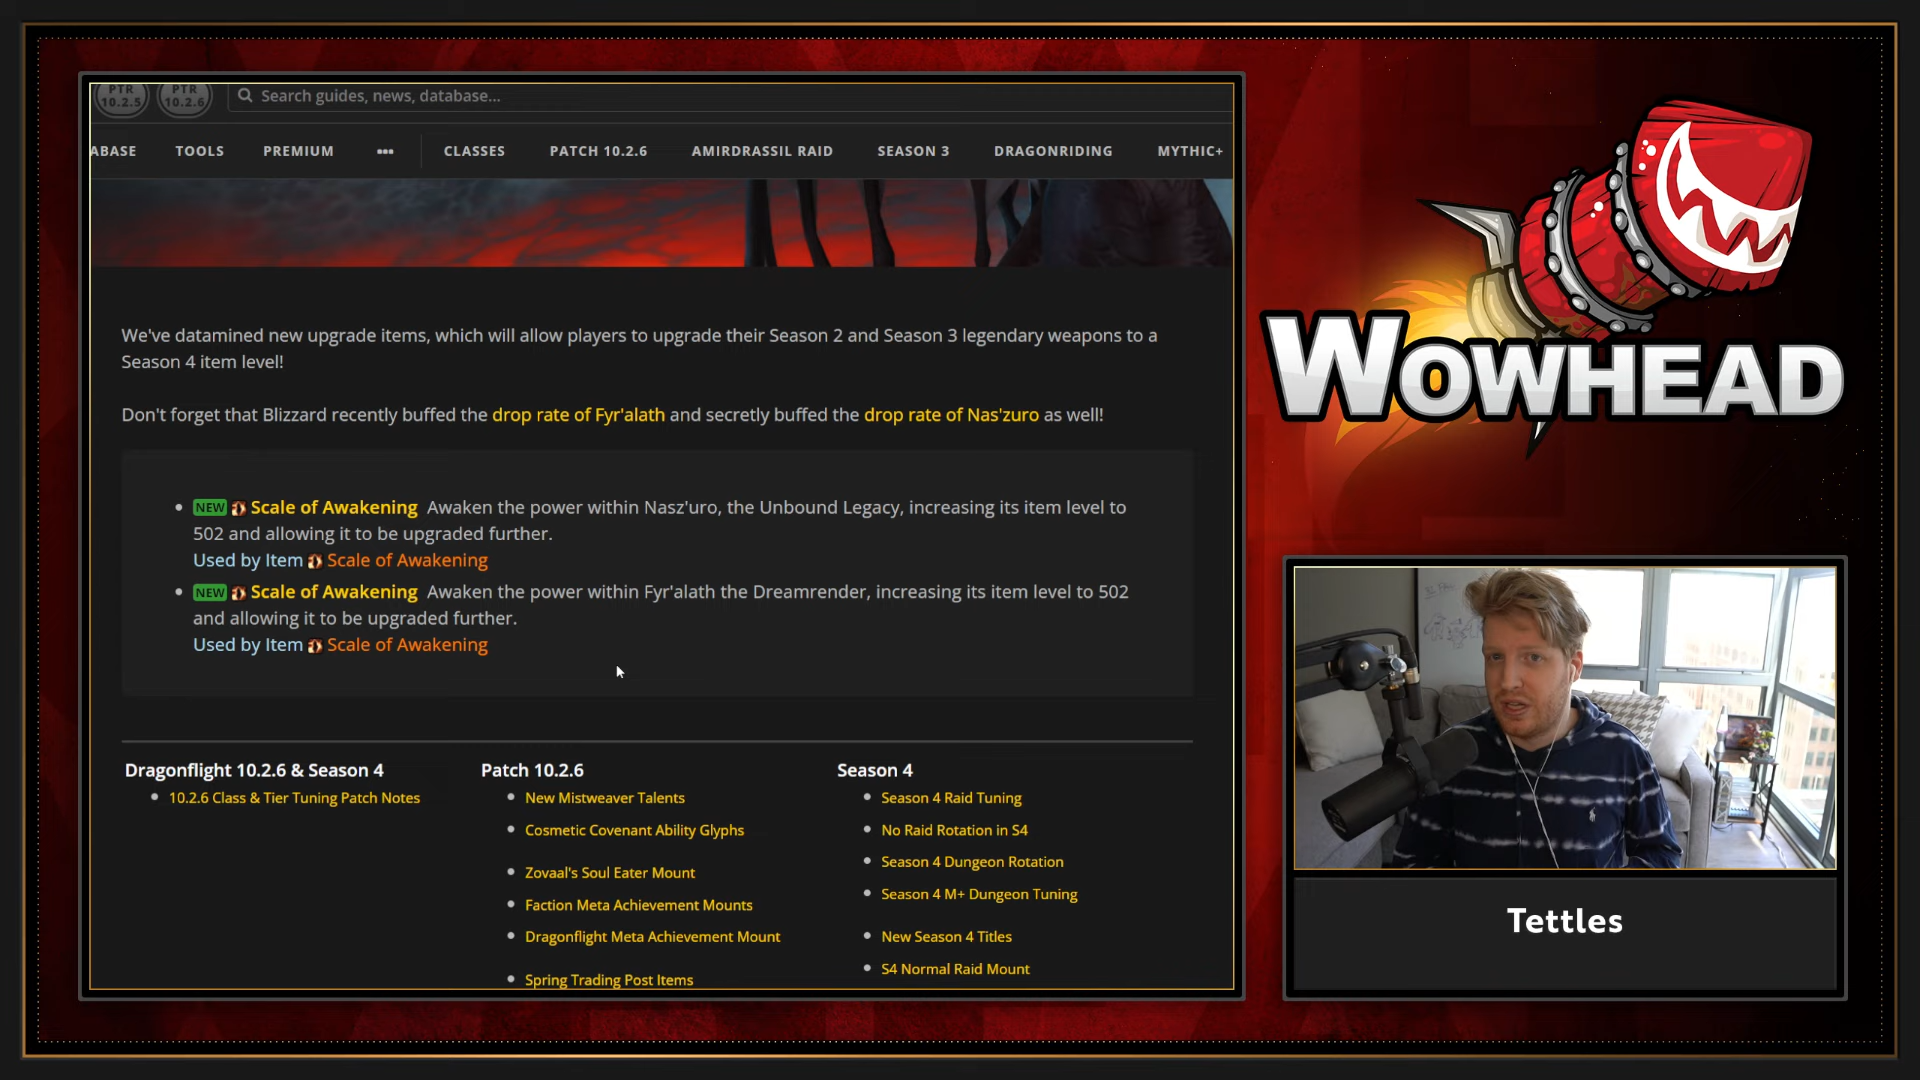 PTR
10.2.5
PTR
10.2.6
Search guides, news, database...
ABASE TOOLS PREMIUM ••• CLASSES PATCH 10.2.6 AMIRDRASSIL RAID SEASON 3 DRAGONRIDING MYTHIC+
We've datamined new upgrade items, which will allow players to upgrade their Season 2 and Season 3 legendary weapons to a
Season 4 item level!
Don't forget that Blizzard recently buffed the drop rate of Fyr'alath and secretly buffed the drop rate of Nas'zuro as well!
• NEW Scale of Awakening Awaken the power within Nasz'uro, the Unbound Legacy, increasing its item level to
502 and allowing it to be upgraded further.
Used by Item Scale of Awakening
• NEW Scale of Awakening Awaken the power within Fyr'alath the Dreamrender, increasing its item level to 502
and allowing it to be upgraded further.
Used by Item Scale of Awakening
Dragonflight 10.2.6 & Season 4
• 10.2.6 Class & Tier Tuning Patch Notes
Patch 10.2.6
• New Mistweaver Talents
• Cosmetic Covenant Ability Glyphs
• Zovaal's Soul Eater Mount
• Faction Meta Achievement Mounts
• Dragonflight Meta Achievement Mount
• Spring Trading Post Items
Season 4
• Season 4 Raid Tuning
• No Raid Rotation in S4
• Season 4 Dungeon Rotation
• Season 4 M+ Dungeon Tuning
• New Season 4 Titles
• S4 Normal Raid Mount
WOWHEAD
Tettles